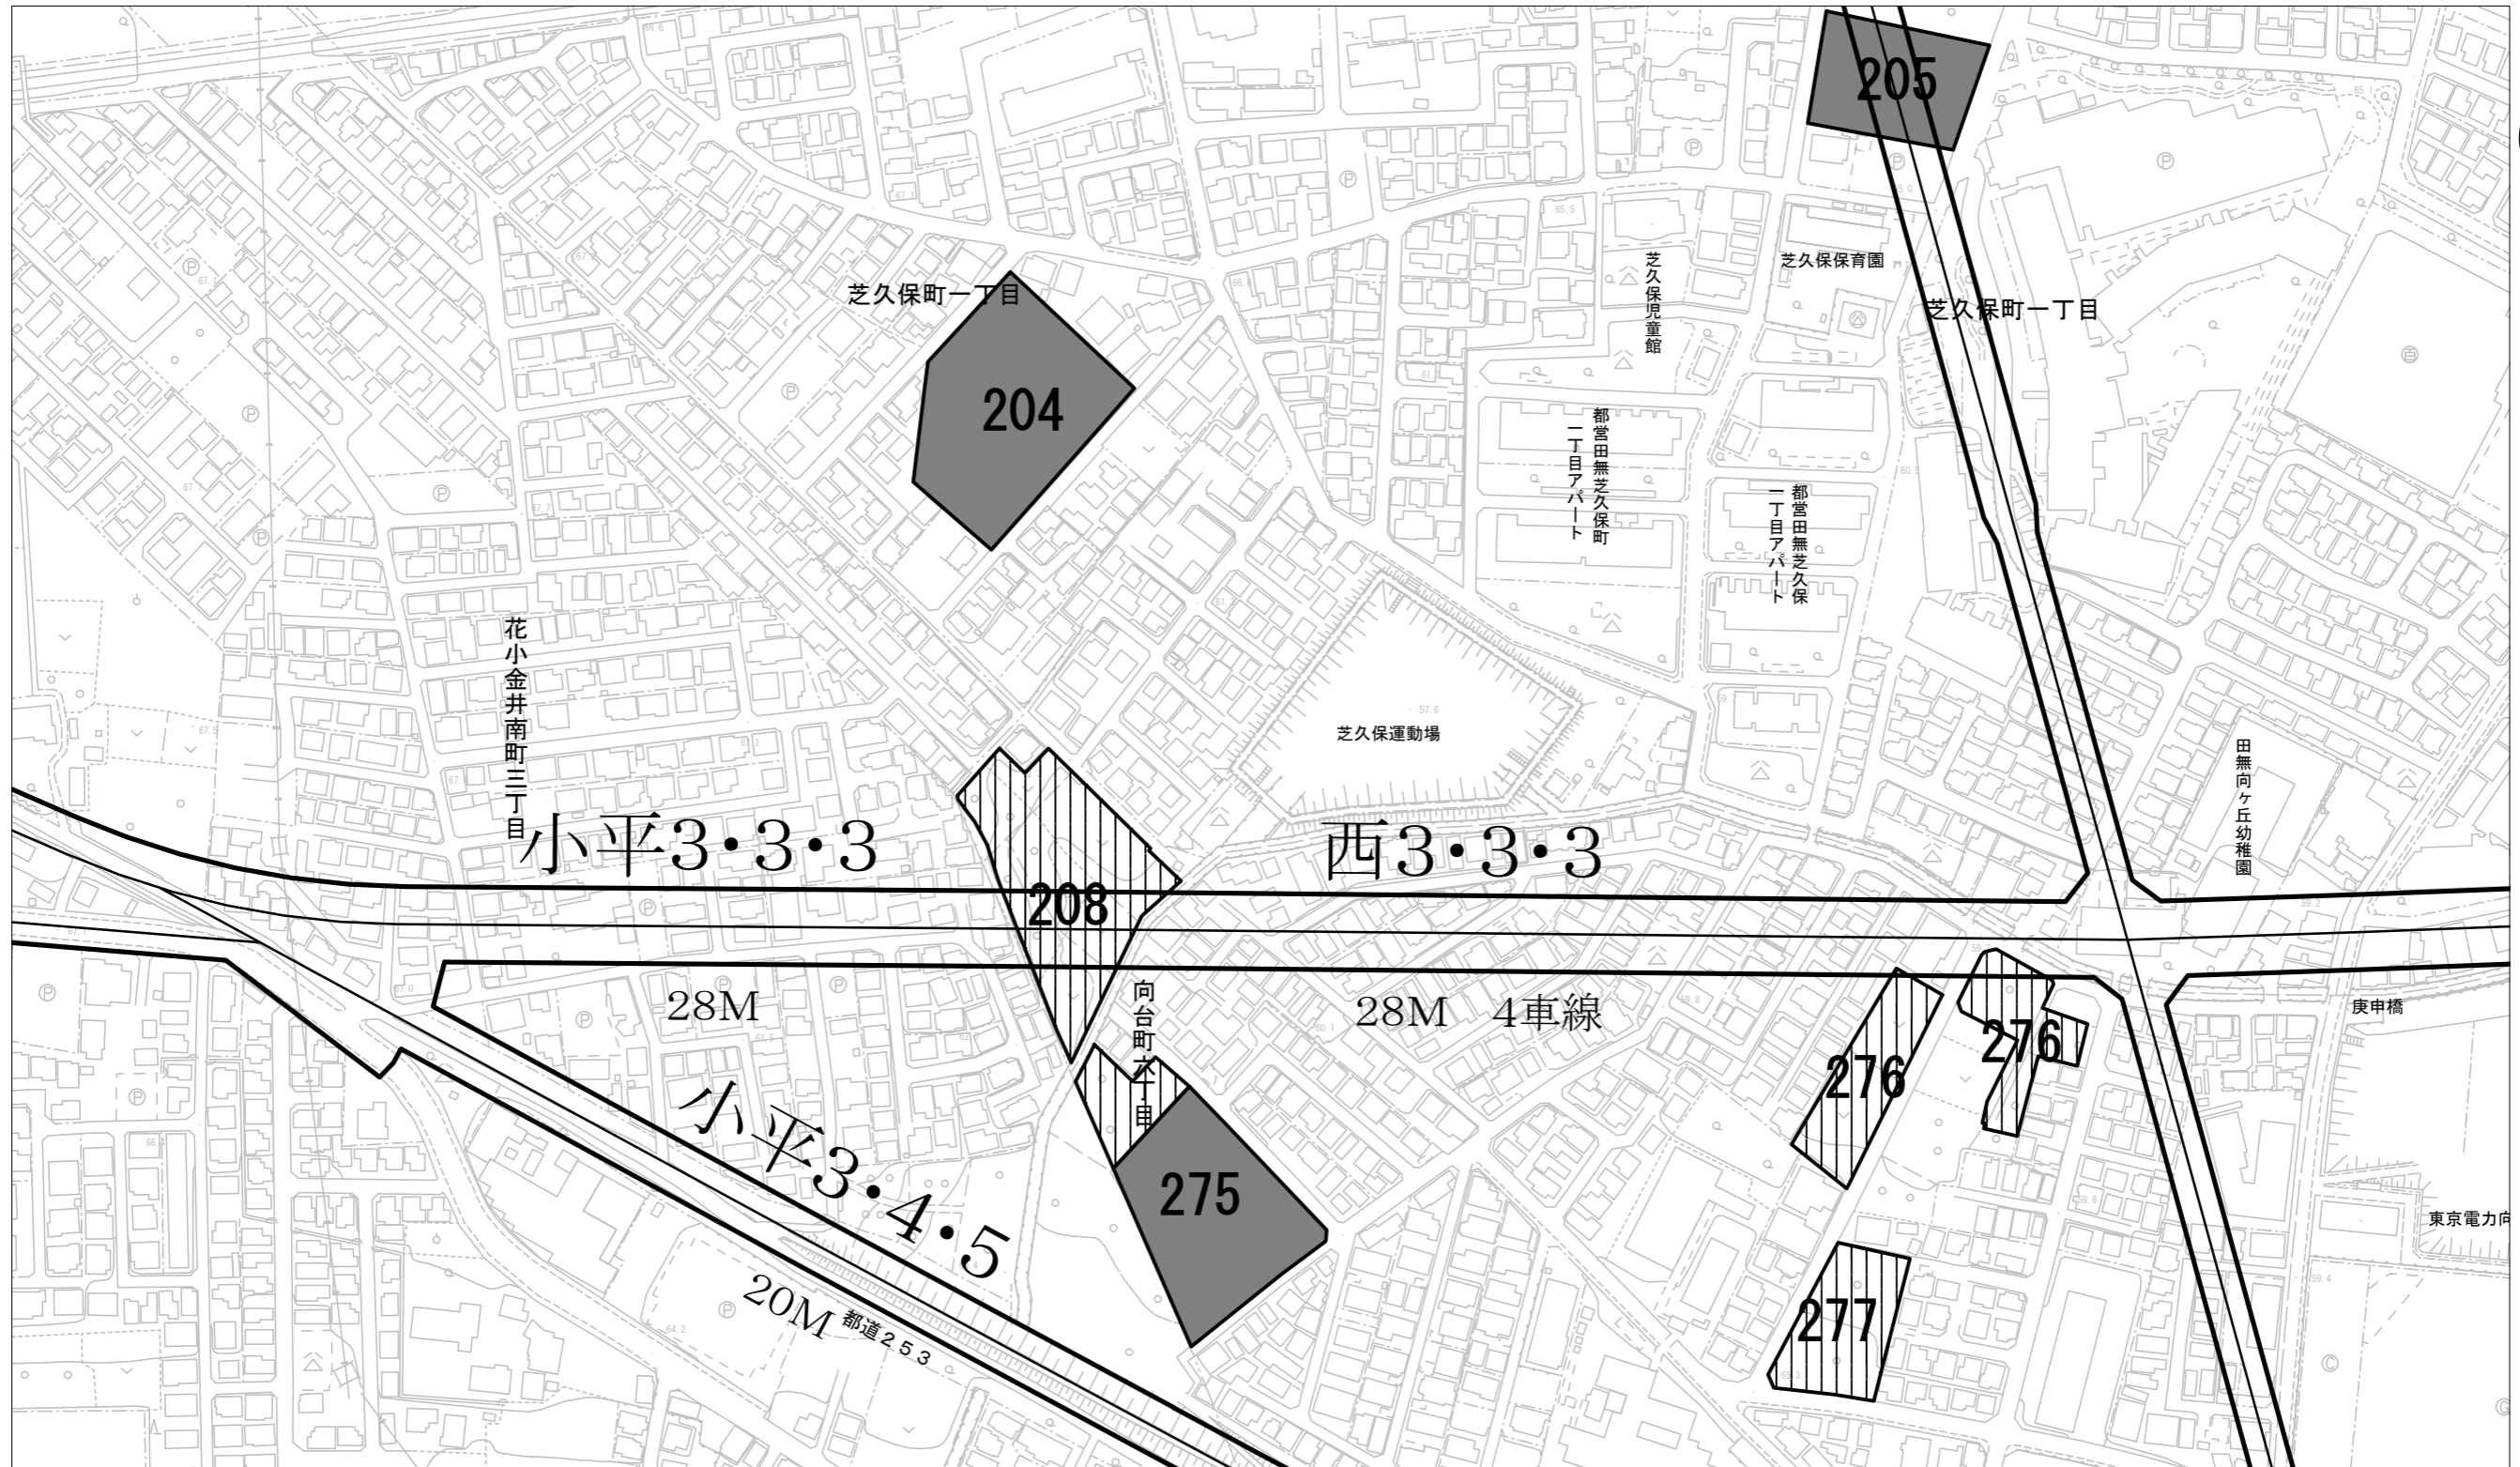 205
芝久保町一丁目
204
芝久保児童館
芝久保保育園
芝久保町一丁目
都営田無芝久保町
一丁目アパート
都営田無芝久保
一丁目アパート
花小金井南町三丁目
芝久保運動場
田無向ヶ丘幼稚園
小平3・3・3
西3・3・3
208
28M
向台町六丁目
28M 4車線
276
276
庚申橋
小平3・4・5
275
東京電力向
20M
都道253
277